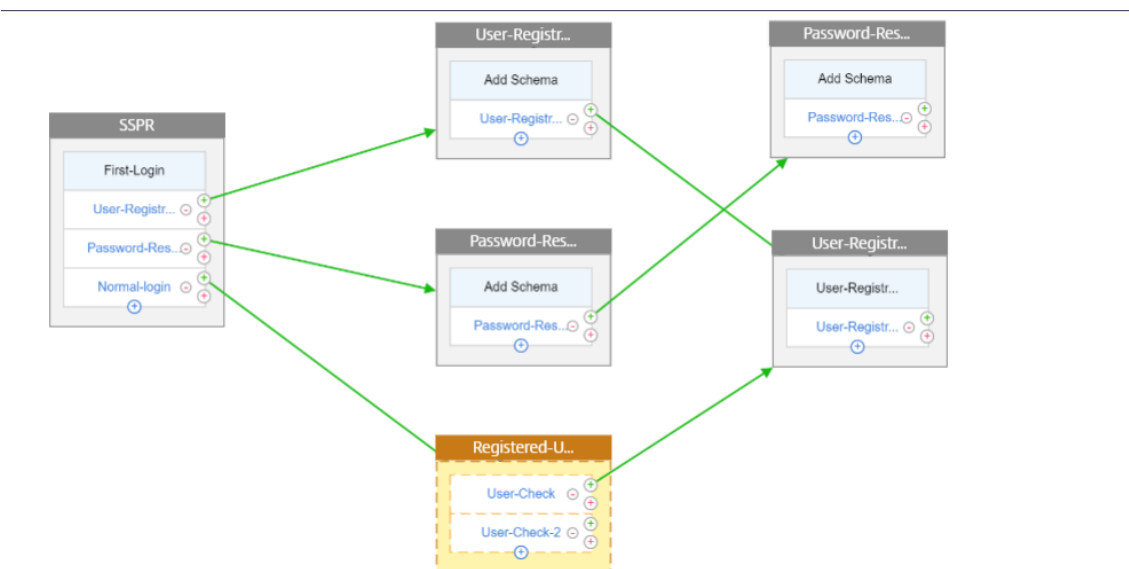 SSPR
First-Login
User-Registr...
Password-Res...
Normal-login
User-Registr...
Add Schema
User-Registr...
Password-Res...
Add Schema
Password-Res...
Registered-U...
User-Check
User-Check-2
Password-Res...
Add Schema
Password-Res...
User-Registr...
User-Registr...
User-Registr...